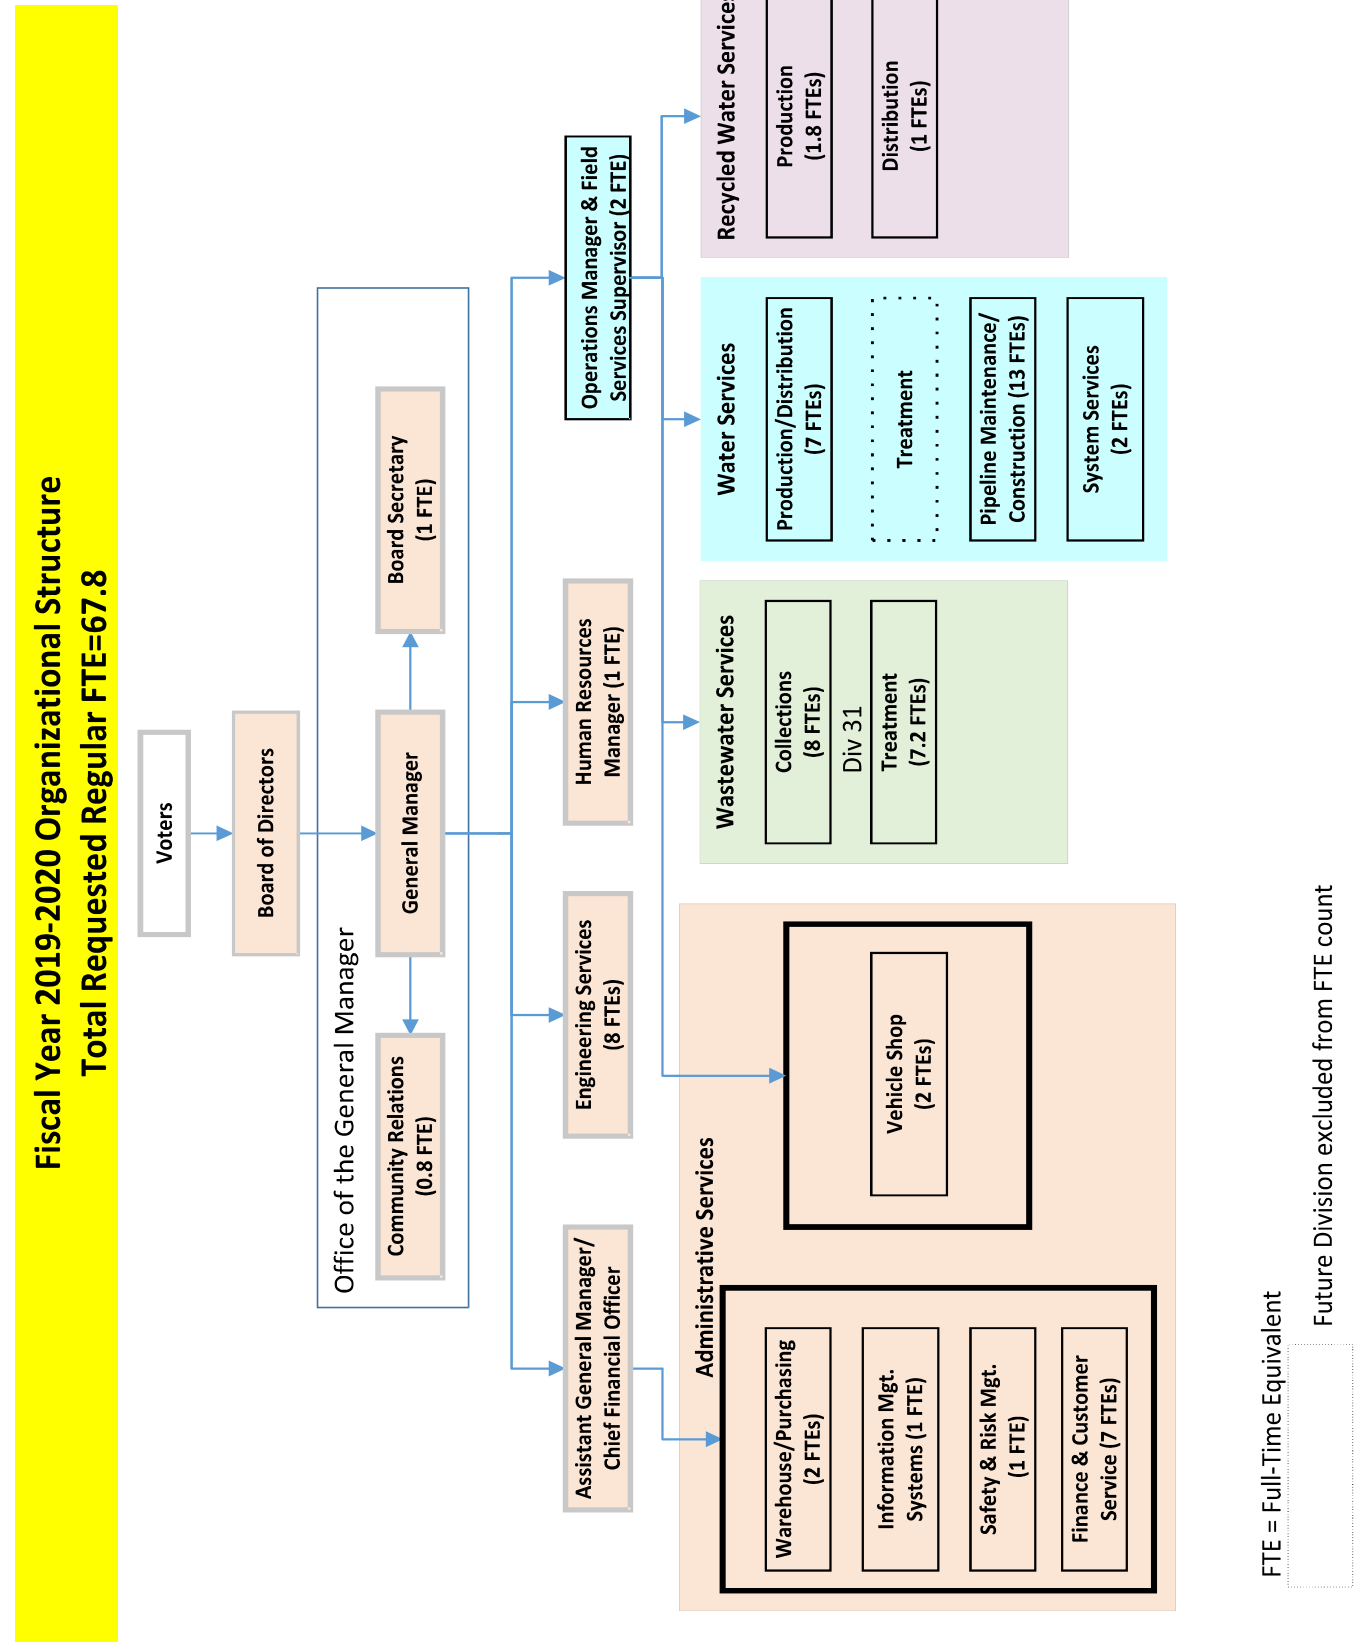 Fiscal Year 2019-2020 Organizational Structure
Total Requested Regular FTE=67.8
Voters
Board of Directors
Office of the General Manager
Community Relations
(0.8 FTE)
General Manager
Board Secretary
(1 FTE)
Assistant General Manager/
Chief Financial Officer
Engineering Services
(8 FTEs)
Human Resources
Manager (1 FTE)
Operations Manager & Field
Services Supervisor (2 FTE)
Administrative Services
Warehouse/Purchasing
(2 FTEs)
Information Mgt.
Systems (1 FTE)
Safety & Risk Mgt.
(1 FTE)
Finance & Customer
Service (7 FTEs)
Vehicle Shop
(2 FTEs)
Wastewater Services
Collections
(8 FTEs)
Div 31
Treatment
(7.2 FTEs)
Water Services
Production/Distribution
(7 FTEs)
Treatment
Pipeline Maintenance/
Construction (13 FTEs)
System Services
(2 FTEs)
Recycled Water Services
Production
(1.8 FTEs)
Distribution
(1 FTEs)
FTE = Full-Time Equivalent
Future Division excluded from FTE count